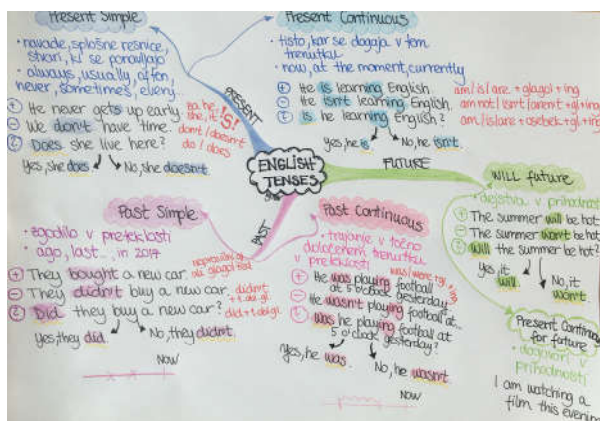 Present Simple
• navade, splošne resnice,
stvari, ki se ponavljajo
• always, usually, often,
never, sometimes, every...
+ He never gets up early.
- We don't have time.
? Does she live here?
Yes, she does. No, she doesn't.
na he,
she, it
!S!
don't/doesn't
do/does
Present Continuous
• tisto, kar se dogaja v tem
trenutku
• now, at the moment, currently
+ He is learning English.
- He isn't learning English.
? Is he learning English?
Yes, he is. No, he isn't.
am/is/are + glagol + ing
am not/isn't/aren't + gl + ing
am/is/are + osebek + gl + ing
PRESENT
ENGLISH
TENSES
FUTURE
PAST
WILL future
• dejstva v prihodnosti
+ The summer will be hot.
- The summer won't be hot.
? Will the summer be hot?
Yes, it
will.
No, it
won't.
Present Continuous
for future
• dogovori v
prihodnosti
I am watching a
film this evening
Past Simple
• zgodilo v preteklosti
• ago, last..., in 2017
+ They bought a new car.
- They didn't buy a new car.
? Did they buy a new car?
Yes, they did. No, they didn't.
NOW
didn't
did
Past Continuous
• trajanje v točno
določenem trenutku
v preteklosti
+ He was playing football
at 5 o'clock yesterday.
- He wasn't playing football at...
? Was he playing football at
5 o'clock yesterday?
Yes, he was. No, he wasn't.
NOW